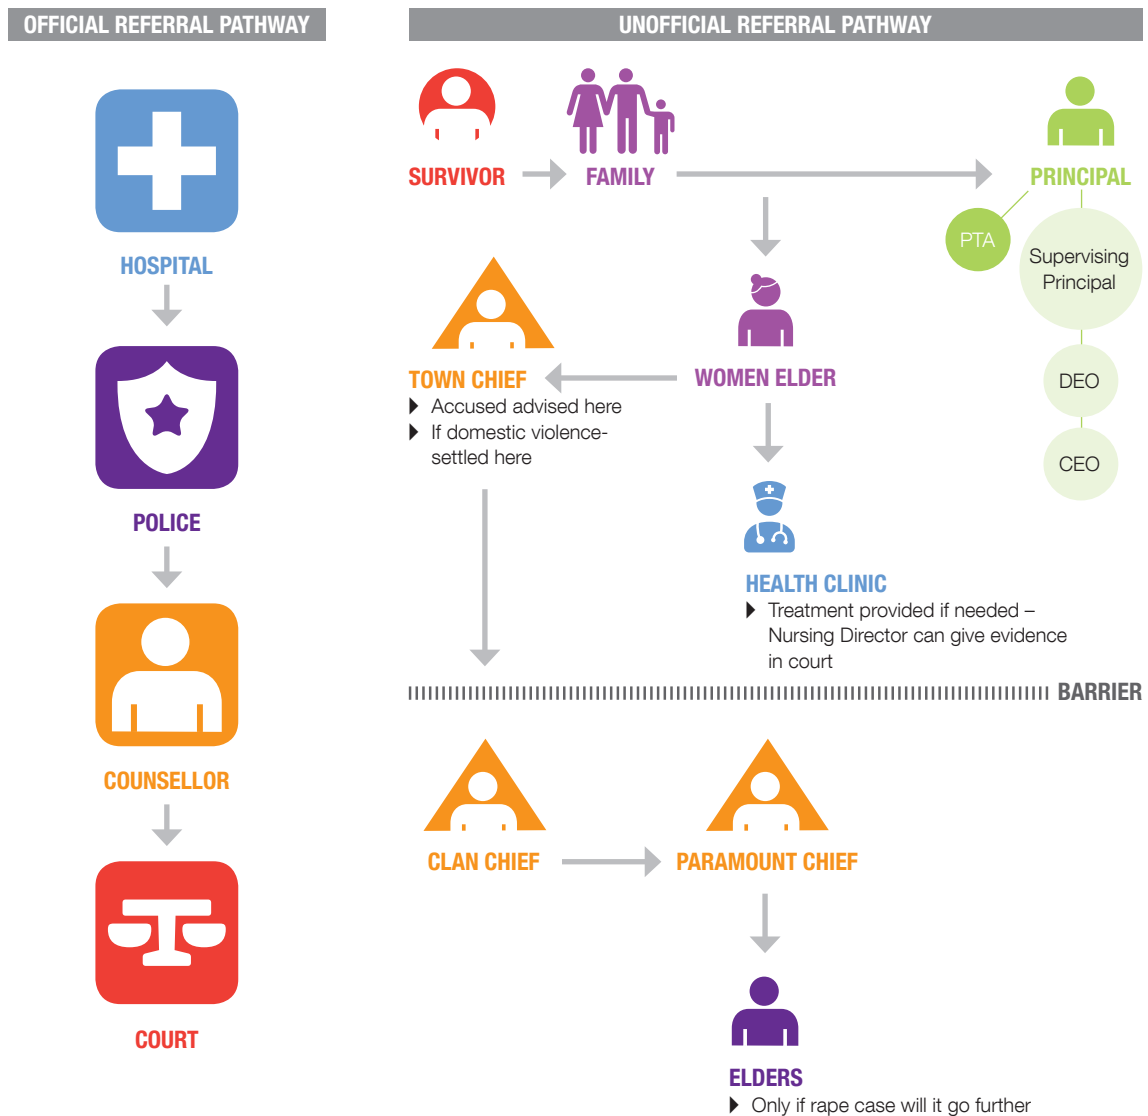 OFFICIAL REFERRAL PATHWAY
HOSPITAL
POLICE
COUNSELLOR
COURT
UNOFFICIAL REFERRAL PATHWAY
SURVIVOR
FAMILY
PRINCIPAL
PTA
Supervising
Principal
DEO
CEO
WOMEN ELDER
TOWN CHIEF
Accused advised here
If domestic violence-
settled here
HEALTH CLINIC
Treatment provided if needed –
Nursing Director can give evidence
in court
BARRIER
CLAN CHIEF
PARAMOUNT CHIEF
ELDERS
Only if rape case will it go further